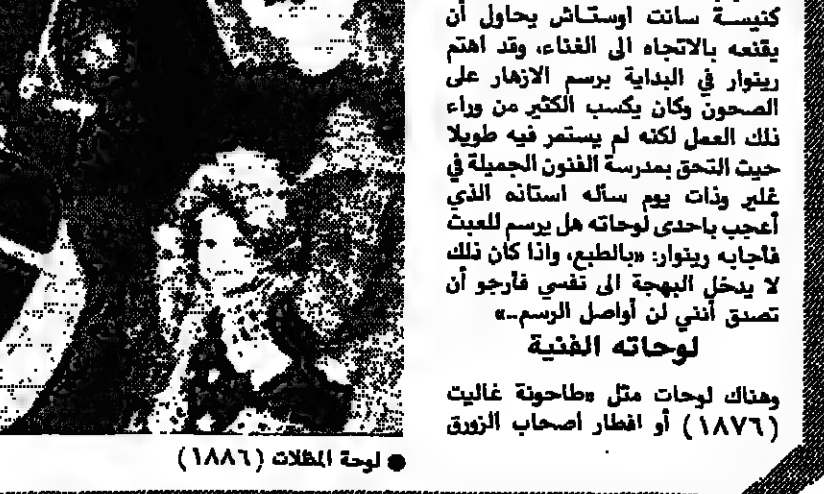 كنيسة سانت اوستاش يحاول أن
يقنعه بالاتجاه الى الغناء، وقد اهتم
رينوار في البداية برسم الازهار على
الصحون وكان يكسب الكثير من وراء
ذلك العمل لكنه لم يستمر فيه طويلا
حيث التحق بمدرسة الفنون الجميلة في
غلير وذات يوم سأله استاذه الذي
أعجب باحدى لوحاته هل يرسم للعبث
فأجابه رينوار: «بالطبع، واذا كان ذلك
لا يدخل البهجة الى نفسي فأرجو أن
تصدق أنني لن أواصل الرسم..»
لوحاته الفنية
وهناك لوحات مثل «طاحونة غاليت
(١٨٧٦) أو افطار اصحاب الزورق
● لوحة المظلات (١٨٨٦)